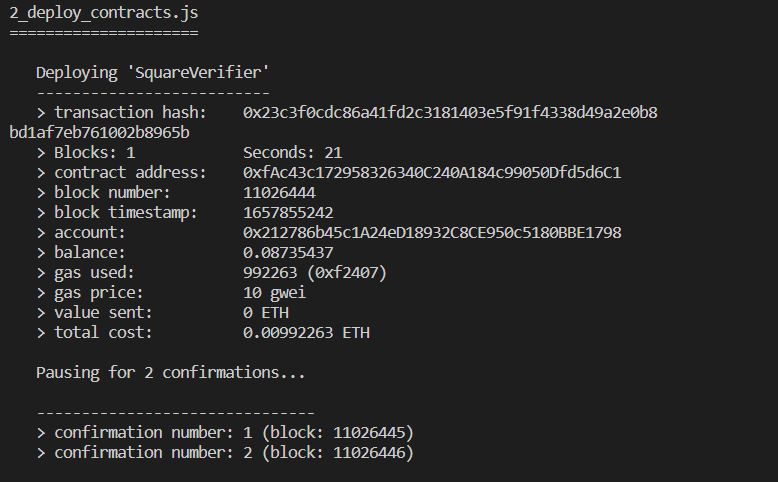 2_deploy_contracts.js
=====================
Deploying 'SquareVerifier'
--------------------------
> transaction hash:    0x23c3f0cdc86a41fd2c3181403e5f91f4338d49a2e0b8
bd1af7eb761002b8965b
> Blocks: 1            Seconds: 21
> contract address:    0xfAc43c172958326340C240A184c99050Dfd5d6C1
> block number:        11026444
> block timestamp:     1657855242
> account:             0x212786b45c1A24eD18932C8CE950c5180BBE1798
> balance:             0.08735437
> gas used:            992263 (0xf2407)
> gas price:           10 gwei
> value sent:          0 ETH
> total cost:          0.00992263 ETH
Pausing for 2 confirmations...
-------------------------------
> confirmation number: 1 (block: 11026445)
> confirmation number: 2 (block: 11026446)